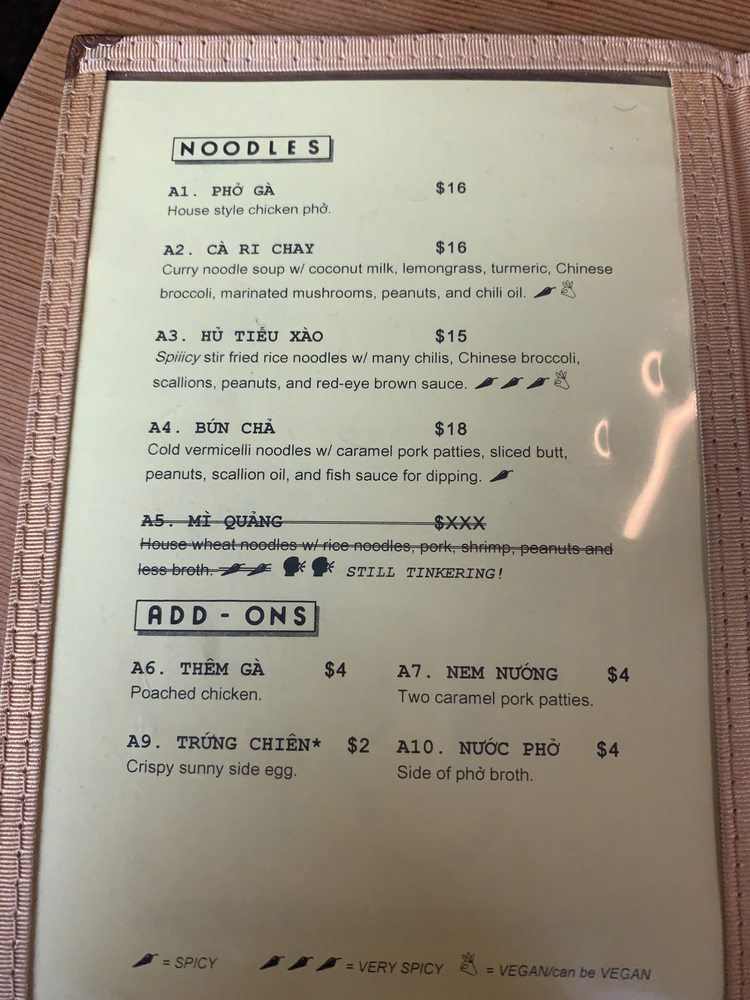 NOODLES
A1. PHỞ GÀ $16
House style chicken phở.
A2. CÀ RI CHAY $16
Curry noodle soup w/ coconut milk, lemongrass, turmeric, Chinese
broccoli, marinated mushrooms, peanuts, and chili oil.
A3. HỦ TIẾU XÀO $15
Spiiicy stir fried rice noodles w/ many chilis, Chinese broccoli,
scallions, peanuts, and red-eye brown sauce.
A4. BÚN CHẢ $18
Cold vermicelli noodles w/ caramel pork patties, sliced butt,
peanuts, scallion oil, and fish sauce for dipping.
A5. MÌ QUẢNG $XXX
House wheat noodles w/ rice noodles, pork, shrimp, peanuts and
less broth. STILL TINKERING!
ADD-ONS
A6. THÊM GÀ $4 A7. NEM NƯỚNG $4
Poached chicken. Two caramel pork patties.
A9. TRỨNG CHIÊN* $2 A10. NƯỚC PHỞ $4
Crispy sunny side egg. Side of phở broth.
= SPICY = VERY SPICY = VEGAN/can be VEGAN